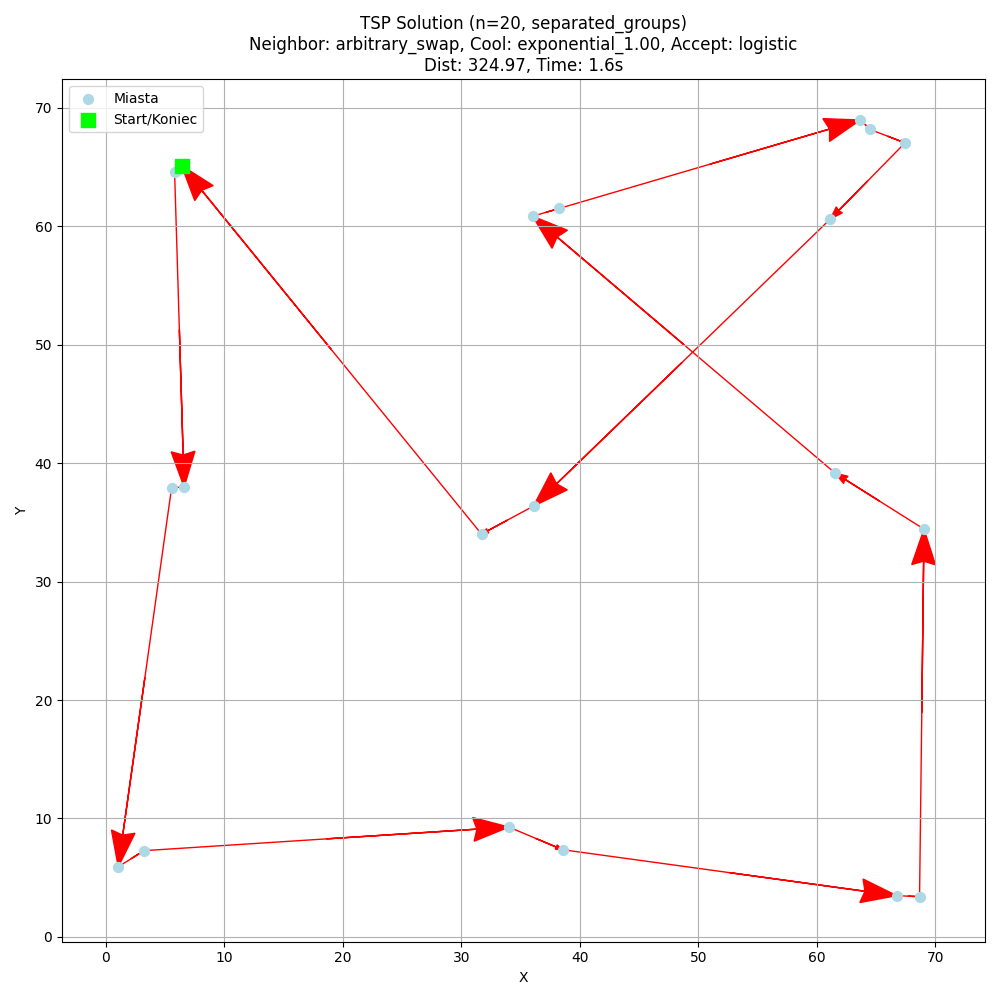 TSP Solution (n=20, separated_groups)
Neighbor: arbitrary_swap, Cool: exponential_1.00, Accept: logistic
Dist: 324.97, Time: 1.6s
Miasta
Start/Koniec
70
60
50
40
30
20
10
0
Y
0 10 20 30 40 50 60 70
X